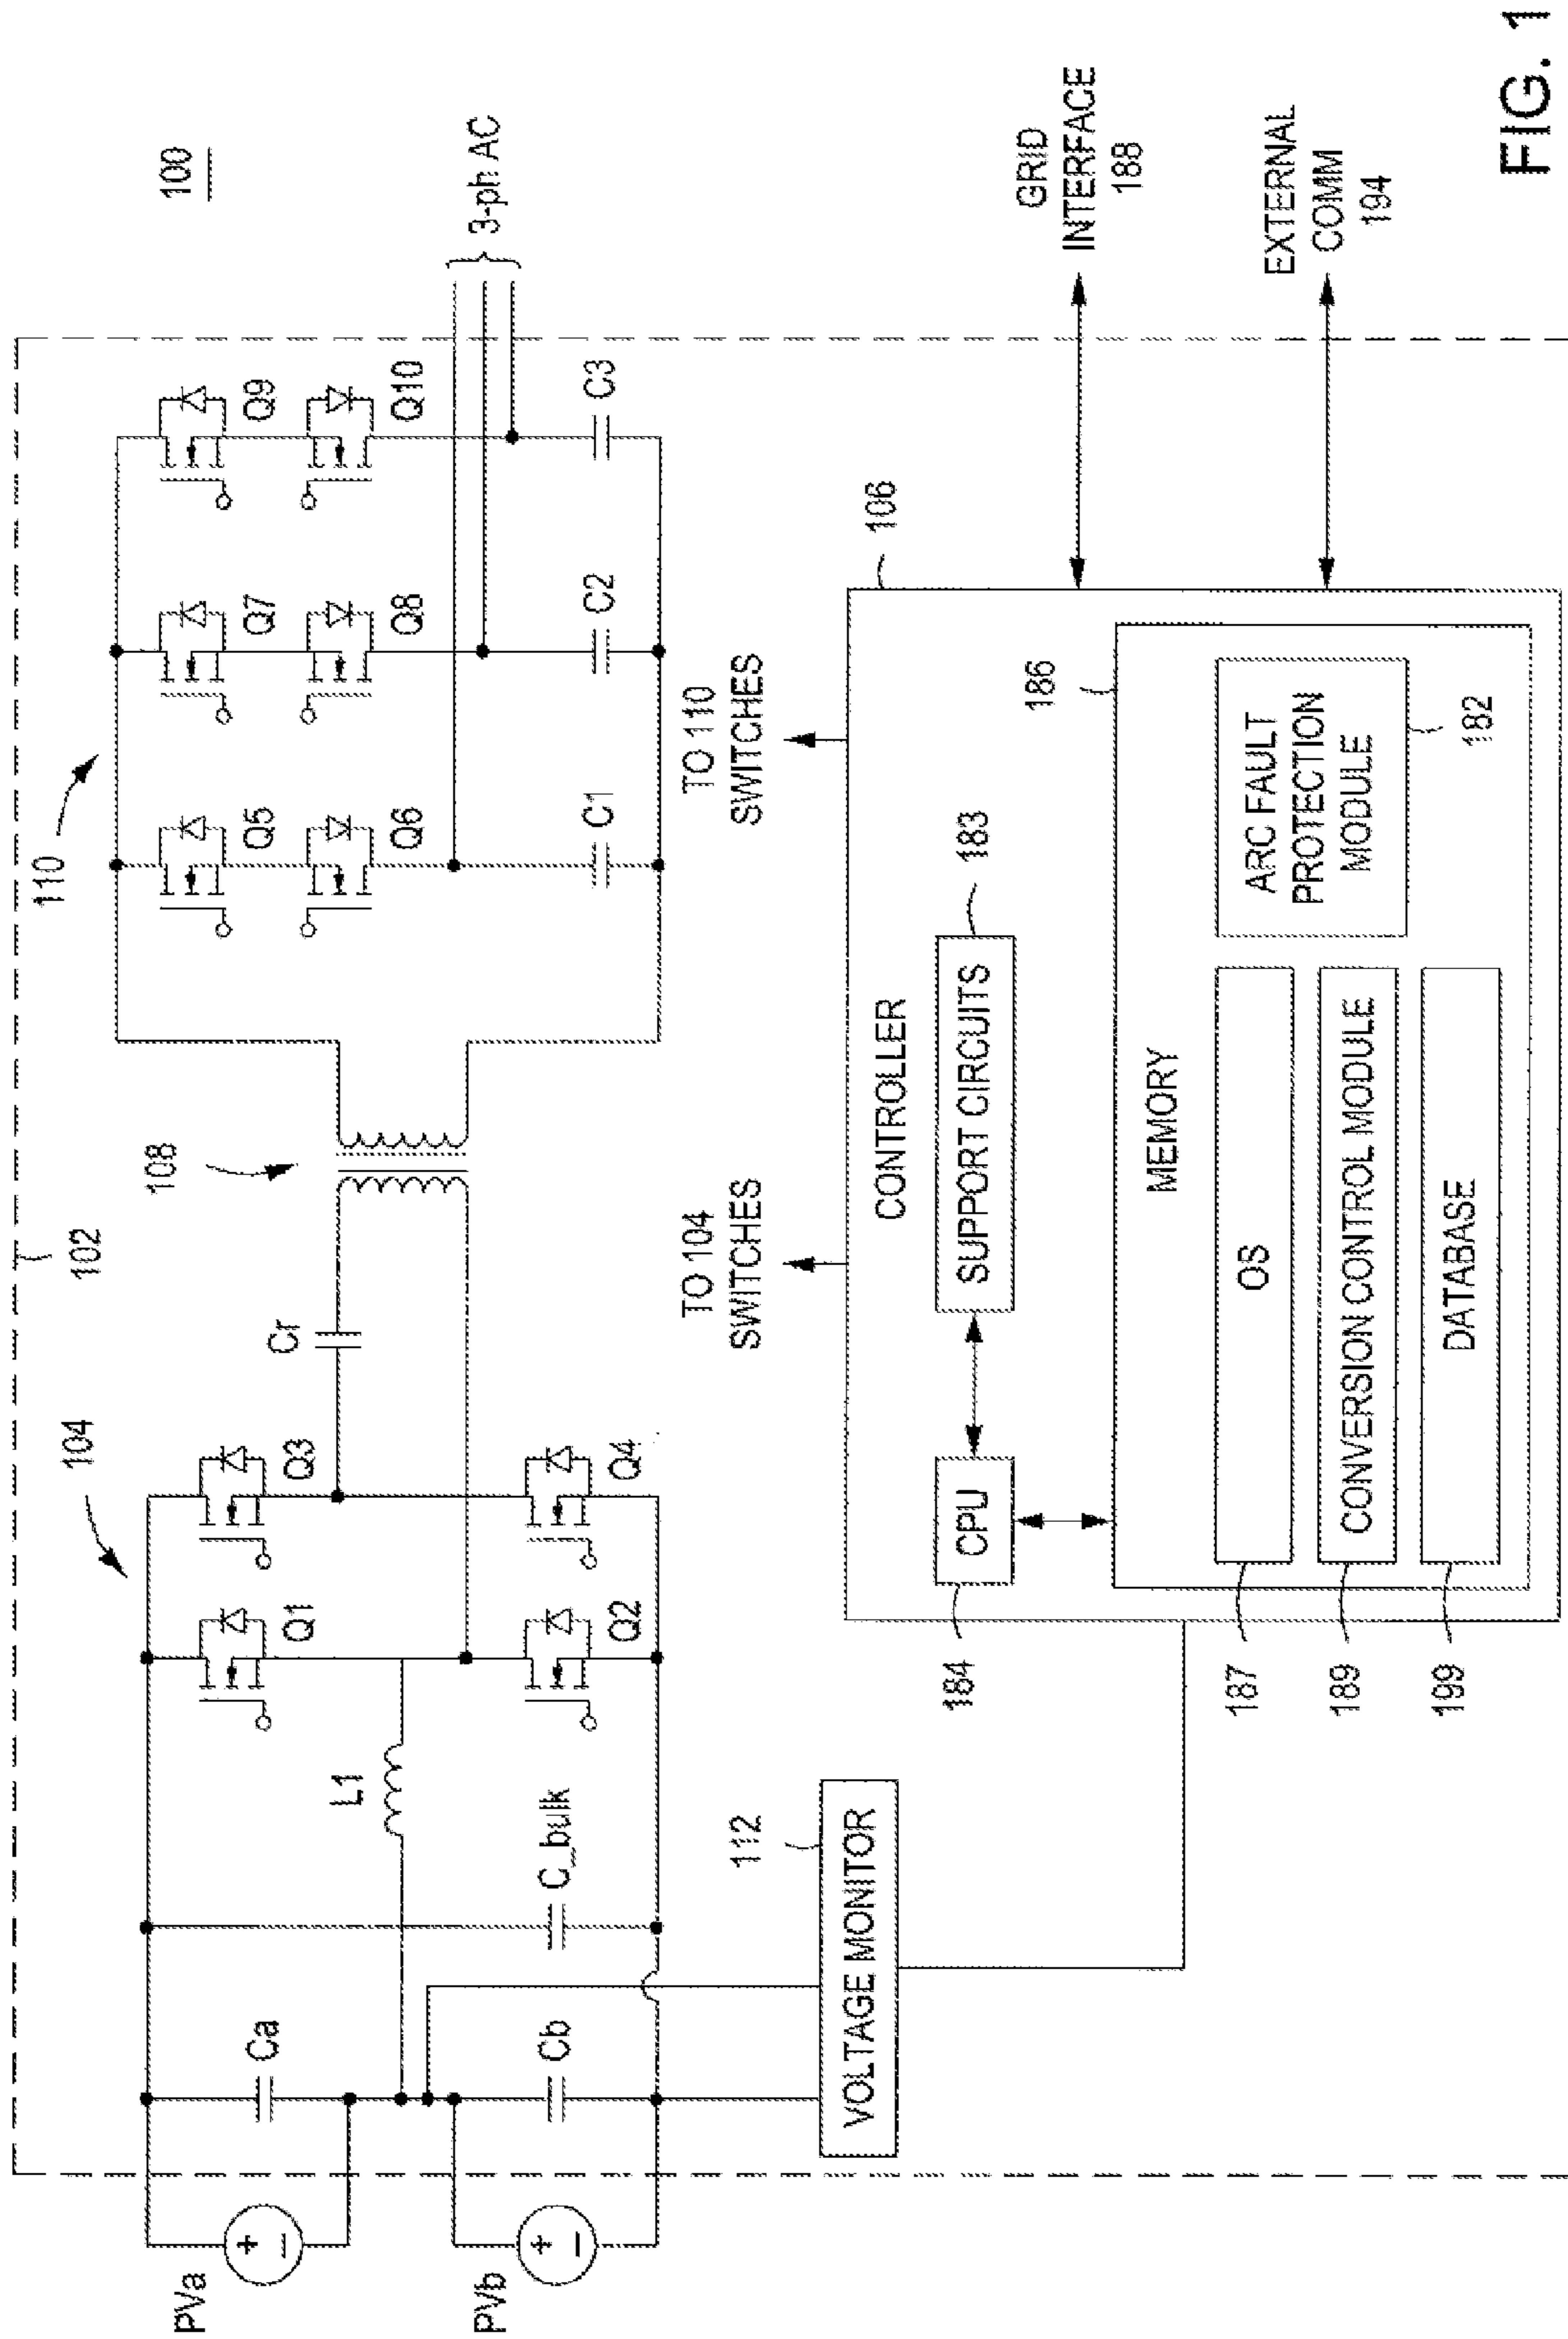 100
102
104
108
110
PVa
PVb
Ca
Cb
C_bulk
L1
Q1
Q2
Q3
Q4
Cr
Q5
Q6
Q7
Q8
Q9
Q10
C1
C2
C3
3-ph AC
TO 104
SWITCHES
TO 110
SWITCHES
112
VOLTAGE MONITOR
106
CONTROLLER
184
CPU
SUPPORT CIRCUITS
183
186
MEMORY
187
OS
189
CONVERSION CONTROL MODULE
199
DATABASE
ARC FAULT
PROTECTION
MODULE
182
GRID
INTERFACE
188
EXTERNAL
COMM
194
+
–
+
–
FIG. 1